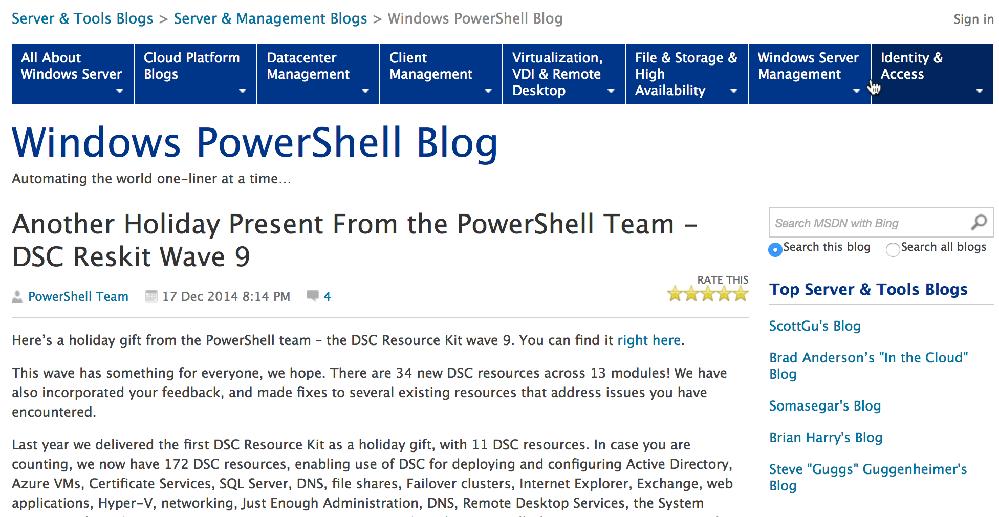 Server & Tools Blogs > Server & Management Blogs > Windows PowerShell Blog
Sign in
All About
Windows Server
Cloud Platform
Blogs
Datacenter
Management
Client
Management
Virtualization,
VDI & Remote
Desktop
File & Storage &
High
Availability
Windows Server
Management
Identity &
Access
Windows PowerShell Blog
Automating the world one-liner at a time…
Another Holiday Present From the PowerShell Team –
DSC Reskit Wave 9
RATE THIS
PowerShell Team 17 Dec 2014 8:14 PM 4
Here’s a holiday gift from the PowerShell team – the DSC Resource Kit wave 9. You can find it right here.
This wave has something for everyone, we hope. There are 34 new DSC resources across 13 modules! We have
also incorporated your feedback, and made fixes to several existing resources that address issues you have
encountered.
Last year we delivered the first DSC Resource Kit as a holiday gift, with 11 DSC resources. In case you are
counting, we now have 172 DSC resources, enabling use of DSC for deploying and configuring Active Directory,
Azure VMs, Certificate Services, SQL Server, DNS, file shares, Failover clusters, Internet Explorer, Exchange, web
applications, Hyper-V, networking, Just Enough Administration, DNS, Remote Desktop Services, the System
Search MSDN with Bing
Search this blog Search all blogs
Top Server & Tools Blogs
ScottGu's Blog
Brad Anderson’s "In the Cloud"
Blog
Somasegar's Blog
Brian Harry's Blog
Steve "Guggs" Guggenheimer's
Blog